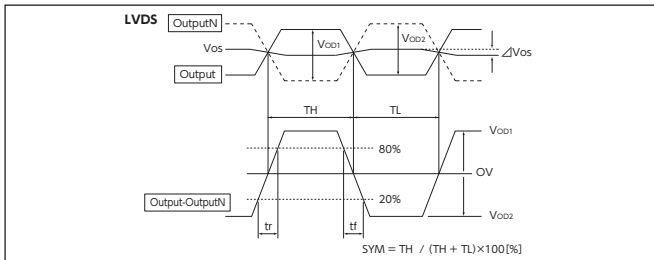 LVDS
OutputN
Vos
VOD1
VOD2
⊿Vos
Output
TH
TL
VOD1
80%
OV
20%
Output-OutputN
VOD2
tr
tf
SYM = TH / (TH + TL)×100[%]